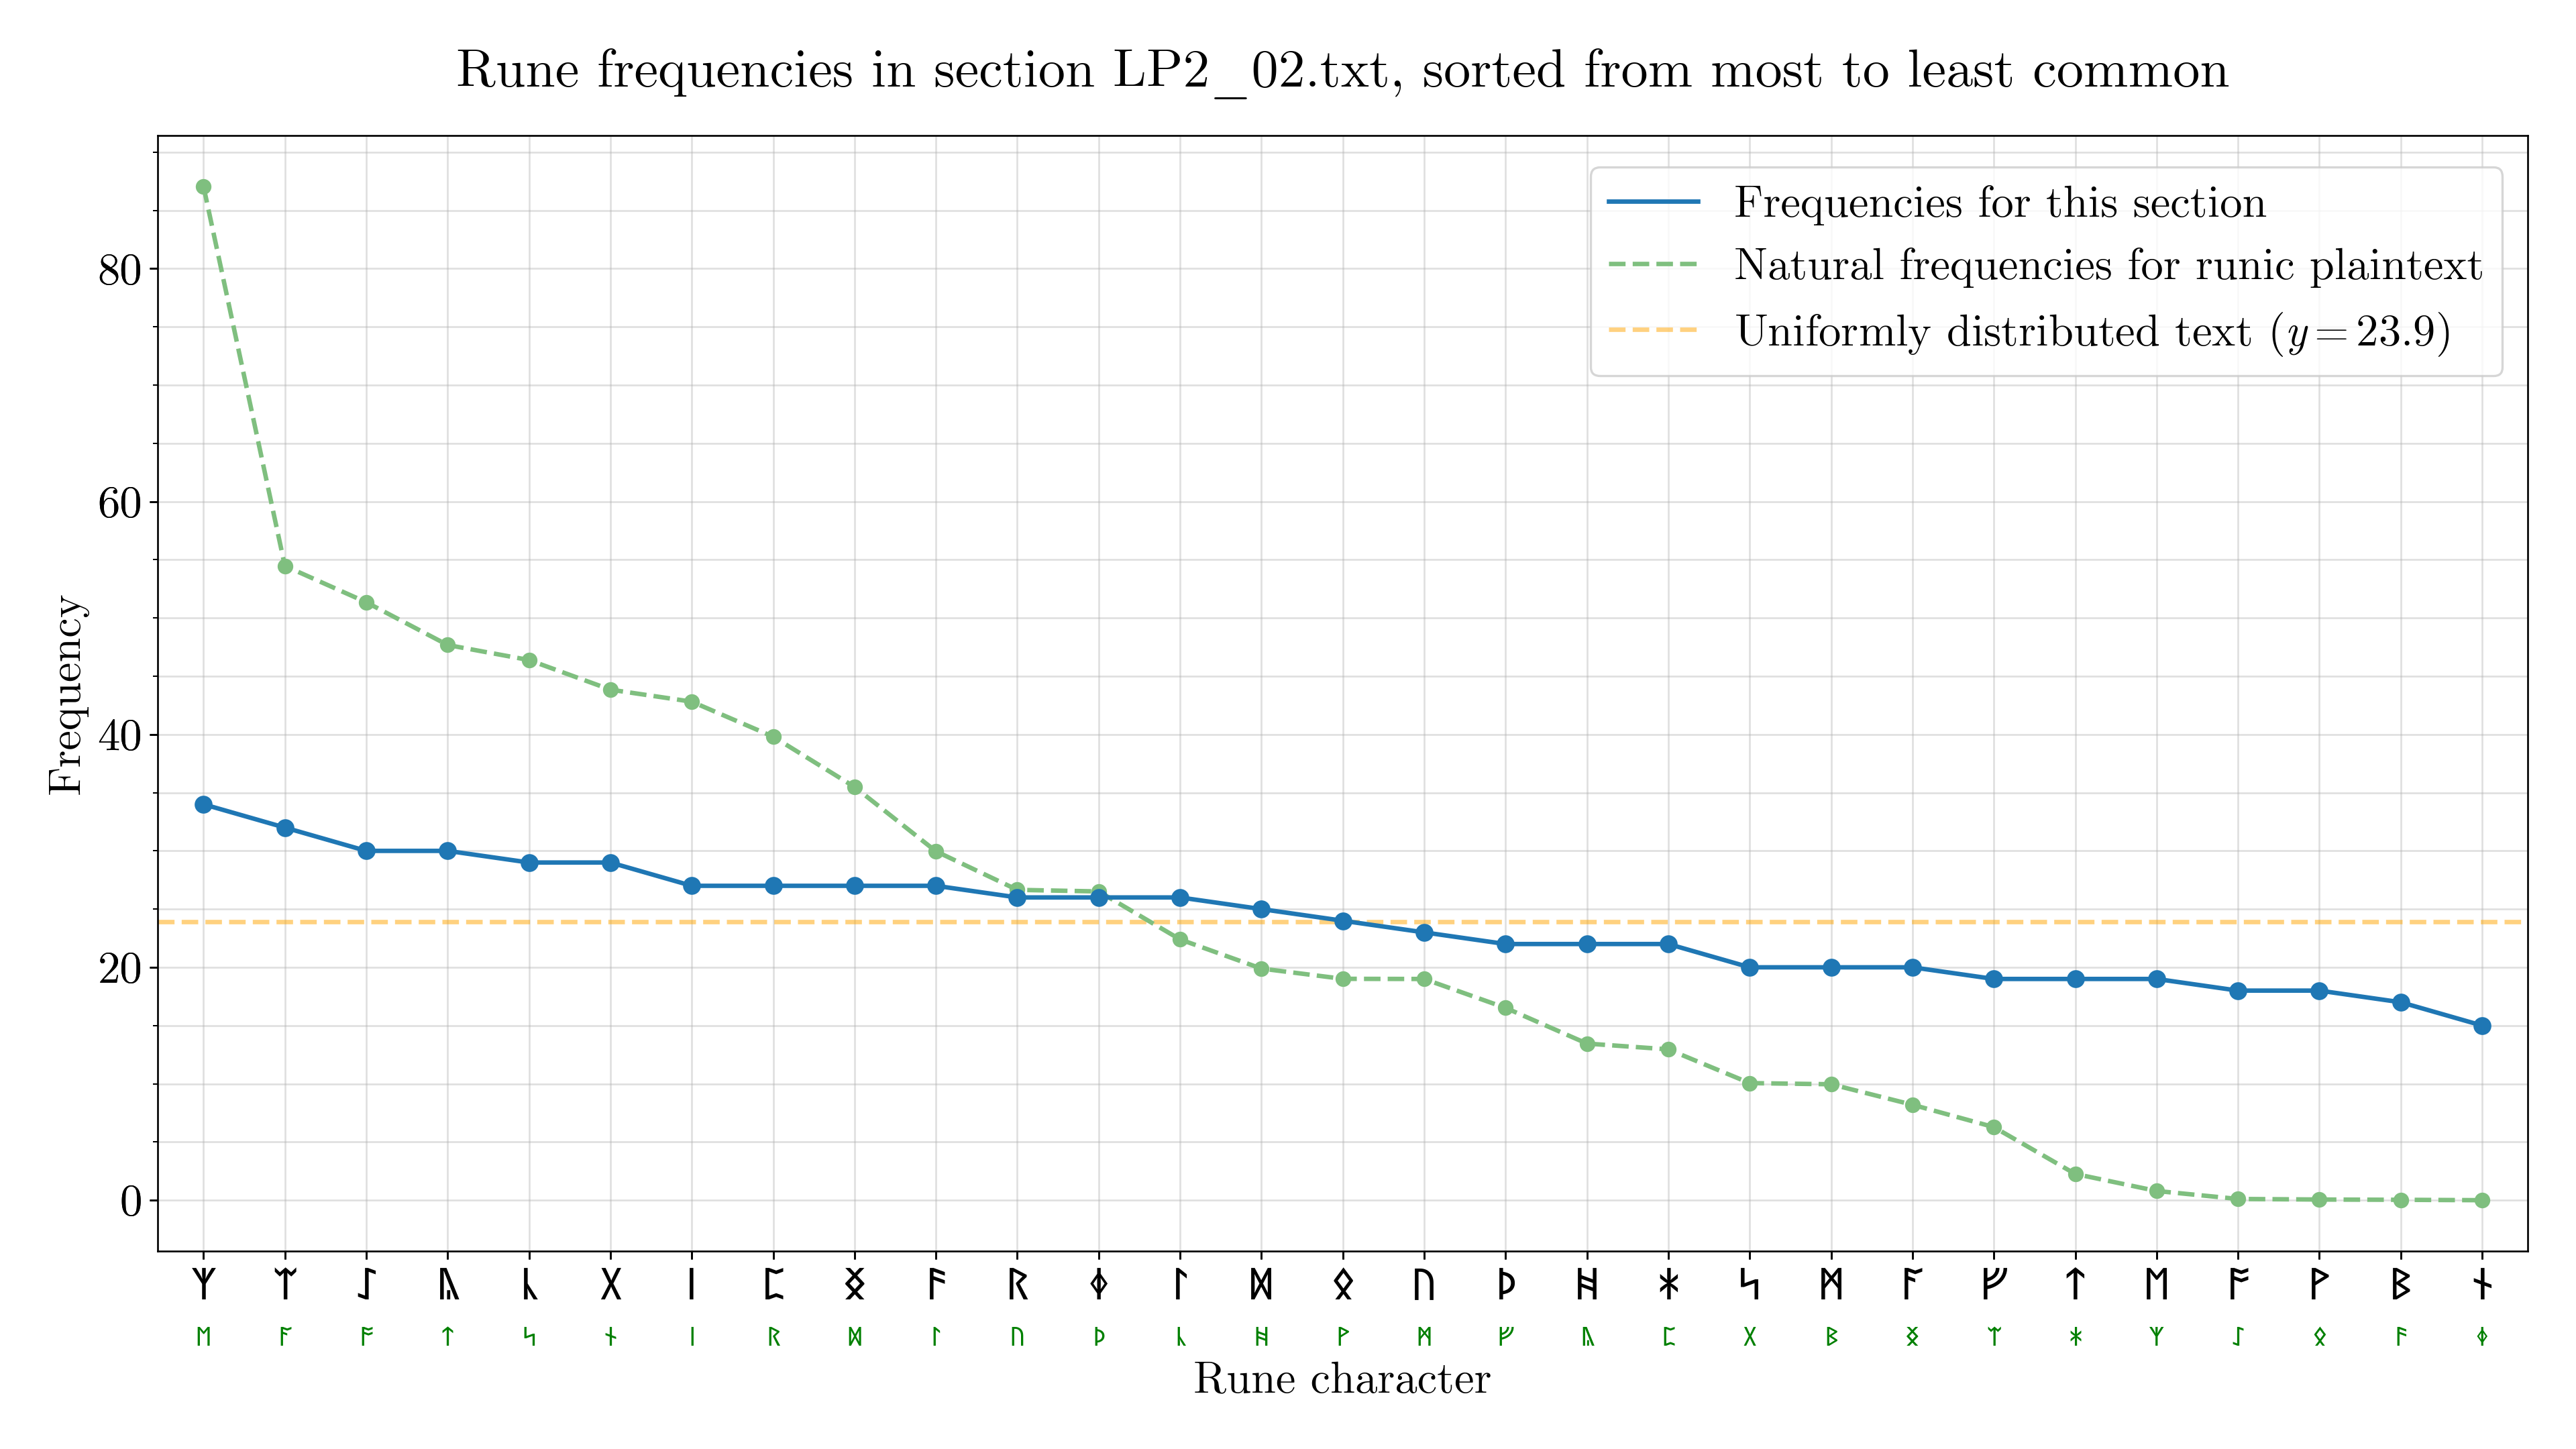 Rune frequencies in section LP2_02.txt, sorted from most to least common
Frequencies for this section
Natural frequencies for runic plaintext
Uniformly distributed text (y = 23.9)
80
60
40
20
0
Frequency
ᛉ ᛠ ᛇ ᚣ ᚳ ᚷ ᛁ ᛈ ᛝ ᚫ ᚱ ᛄ ᛚ ᛞ ᛟ ᚢ ᚦ ᚻ ᛡ ᛋ ᛗ ᚪ ᚠ ᛏ ᛖ ᚩ ᚹ ᛒ ᚾ
ᛖ ᚪ ᚩ ᛏ ᛋ ᚾ ᛁ ᚱ ᛞ ᛚ ᚢ ᚦ ᚳ ᚻ ᚹ ᛗ ᚠ ᚣ ᛈ ᚷ ᛒ ᛝ ᛠ ᛡ ᛉ ᛇ ᛟ ᚫ ᛄ
Rune character